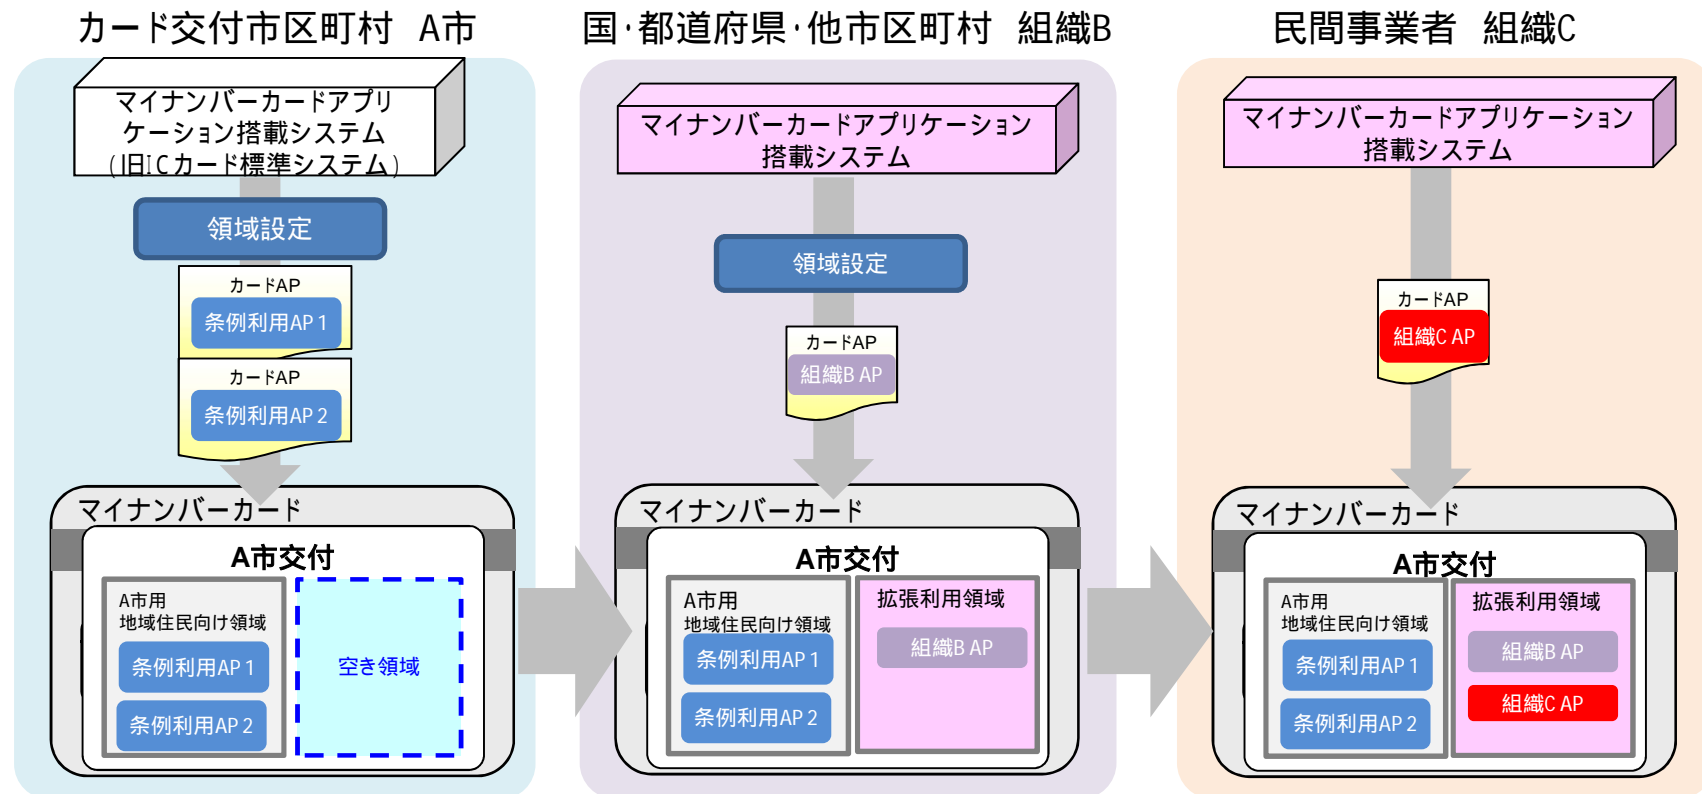 カード交付市区町村 A市
マイナンバーカードアプリ
ケーション搭載システム
(旧ICカード標準システム)
領域設定
カードAP
条例利用AP1
カードAP
条例利用AP2
マイナンバーカード
A市交付
A市用
地域住民向け領域
条例利用AP1
条例利用AP2
空き領域
国・都道府県・他市区町村 組織B
マイナンバーカードアプリケーション
搭載システム
領域設定
カードAP
組織B AP
マイナンバーカード
A市交付
A市用
地域住民向け領域
条例利用AP1
条例利用AP2
拡張利用領域
組織B AP
民間事業者 組織C
マイナンバーカードアプリケーション
搭載システム
カードAP
組織C AP
マイナンバーカード
A市交付
A市用
地域住民向け領域
条例利用AP1
条例利用AP2
拡張利用領域
組織B AP
組織C AP